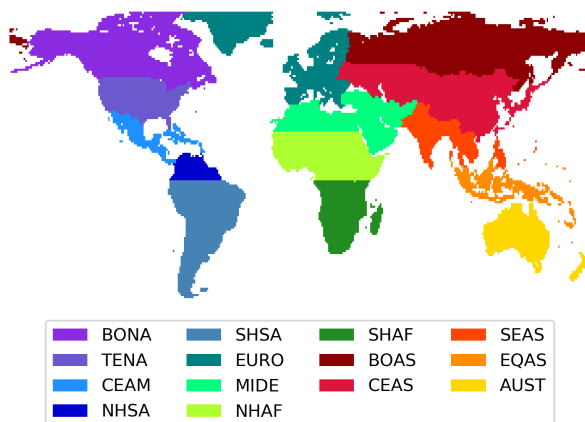 BONA SHSA SHAF SEAS
TENA EURO BOAS EQAS
CEAM MIDE CEAS AUST
NHSA NHAF